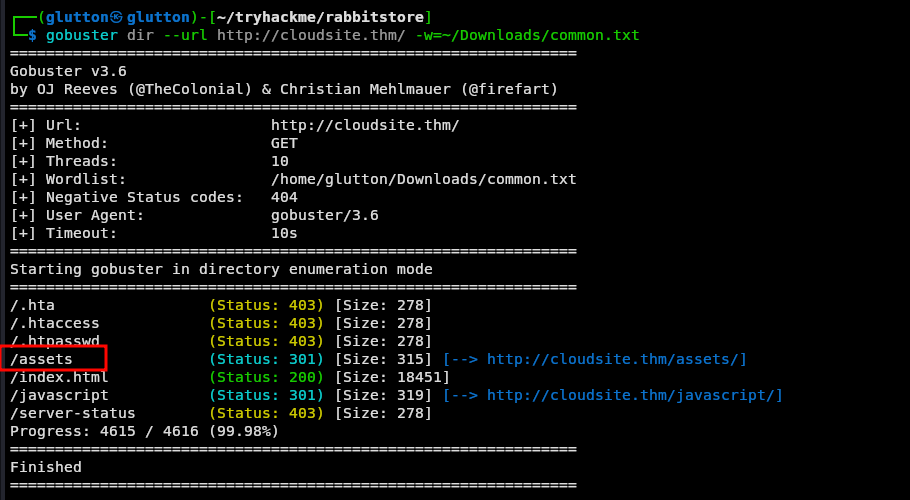 ┌──(glutton㉿glutton)-[~/tryhackme/rabbitstore]
└─$ gobuster dir --url http://cloudsite.thm/ -w=~/Downloads/common.txt
===============================================================
Gobuster v3.6
by OJ Reeves (@TheColonial) & Christian Mehlmauer (@firefart)
===============================================================
[+] Url:                     http://cloudsite.thm/
[+] Method:                  GET
[+] Threads:                 10
[+] Wordlist:                /home/glutton/Downloads/common.txt
[+] Negative Status codes:   404
[+] User Agent:              gobuster/3.6
[+] Timeout:                 10s
===============================================================
Starting gobuster in directory enumeration mode
===============================================================
/.hta                 (Status: 403) [Size: 278]
/.htaccess            (Status: 403) [Size: 278]
/.htpasswd            (Status: 403) [Size: 278]
/assets               (Status: 301) [Size: 315] [--> http://cloudsite.thm/assets/]
/index.html           (Status: 200) [Size: 18451]
/javascript           (Status: 301) [Size: 319] [--> http://cloudsite.thm/javascript/]
/server-status        (Status: 403) [Size: 278]
Progress: 4615 / 4616 (99.98%)
===============================================================
Finished
===============================================================